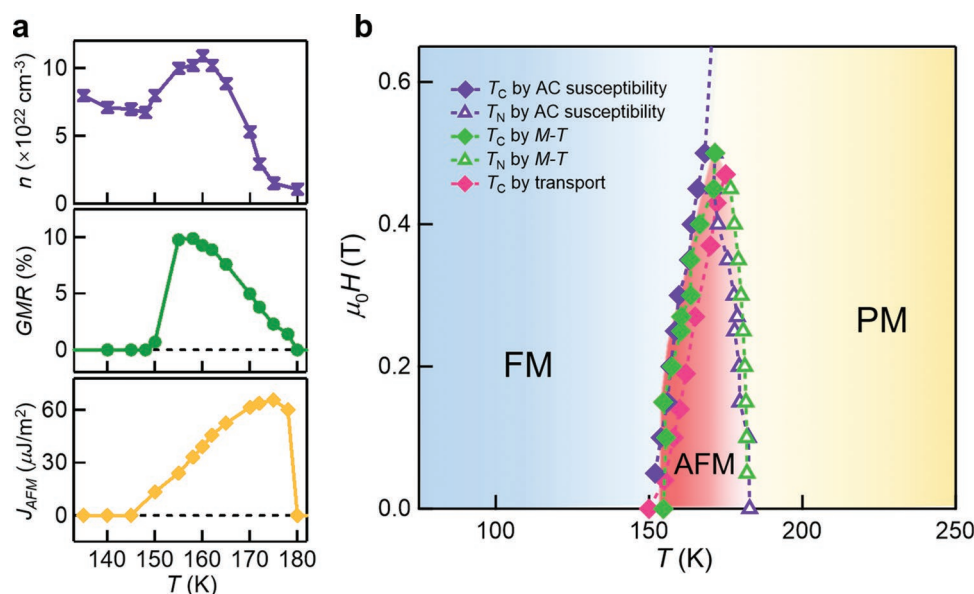 a
n (×10²² cm⁻³)
10
5
0
GMR (%)
10
5
0
J_AFM (μJ/m²)
60
30
0
140 150 160 170 180
T (K)
b
μ₀H (T)
0.6
0.4
0.2
0.0
T_C by AC susceptibility
T_N by AC susceptibility
T_C by M-T
T_N by M-T
T_C by transport
FM
AFM
PM
100 150 200 250
T (K)